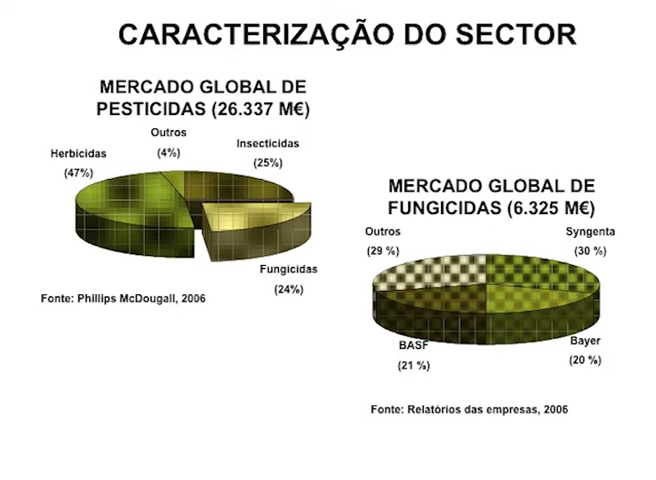 CARACTERIZAÇÃO DO SECTOR
MERCADO GLOBAL DE
PESTICIDAS (26.337 M€)
Outros
(4%)
Insecticidas
(25%)
Herbicidas
(47%)
Fungicidas
(24%)
Fonte: Phillips McDougall, 2006
MERCADO GLOBAL DE
FUNGICIDAS (6.325 M€)
Outros
(29 %)
Syngenta
(30 %)
BASF
(21 %)
Bayer
(20 %)
Fonte: Relatórios das empresas, 2006